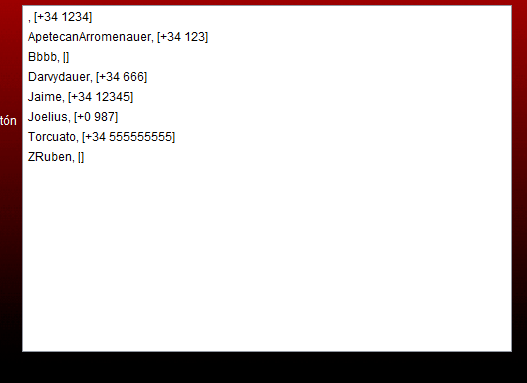 , [+34 1234]
ApetecanArromenauer, [+34 123]
Bbbb, []
Darvydauer, [+34 666]
Jaime, [+34 12345]
tón
Joelius, [+0 987]
Torcuato, [+34 555555555]
ZRuben, []